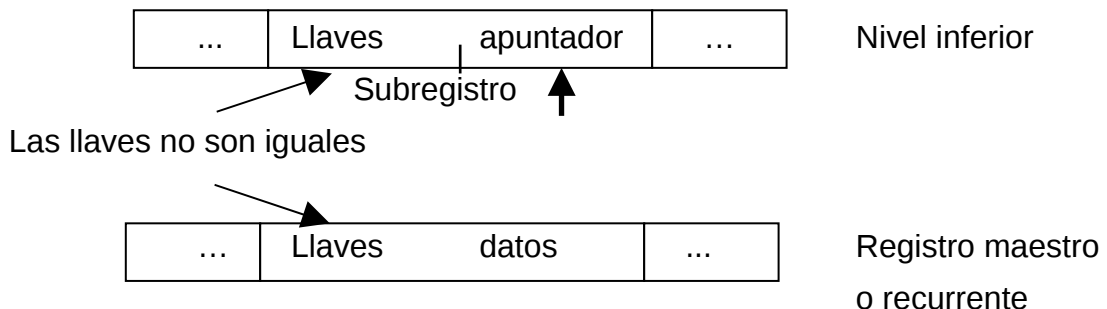 ... Llaves apuntador … Nivel inferior
Subregistro
Las llaves no son iguales
… Llaves datos ... Registro maestro
o recurrente